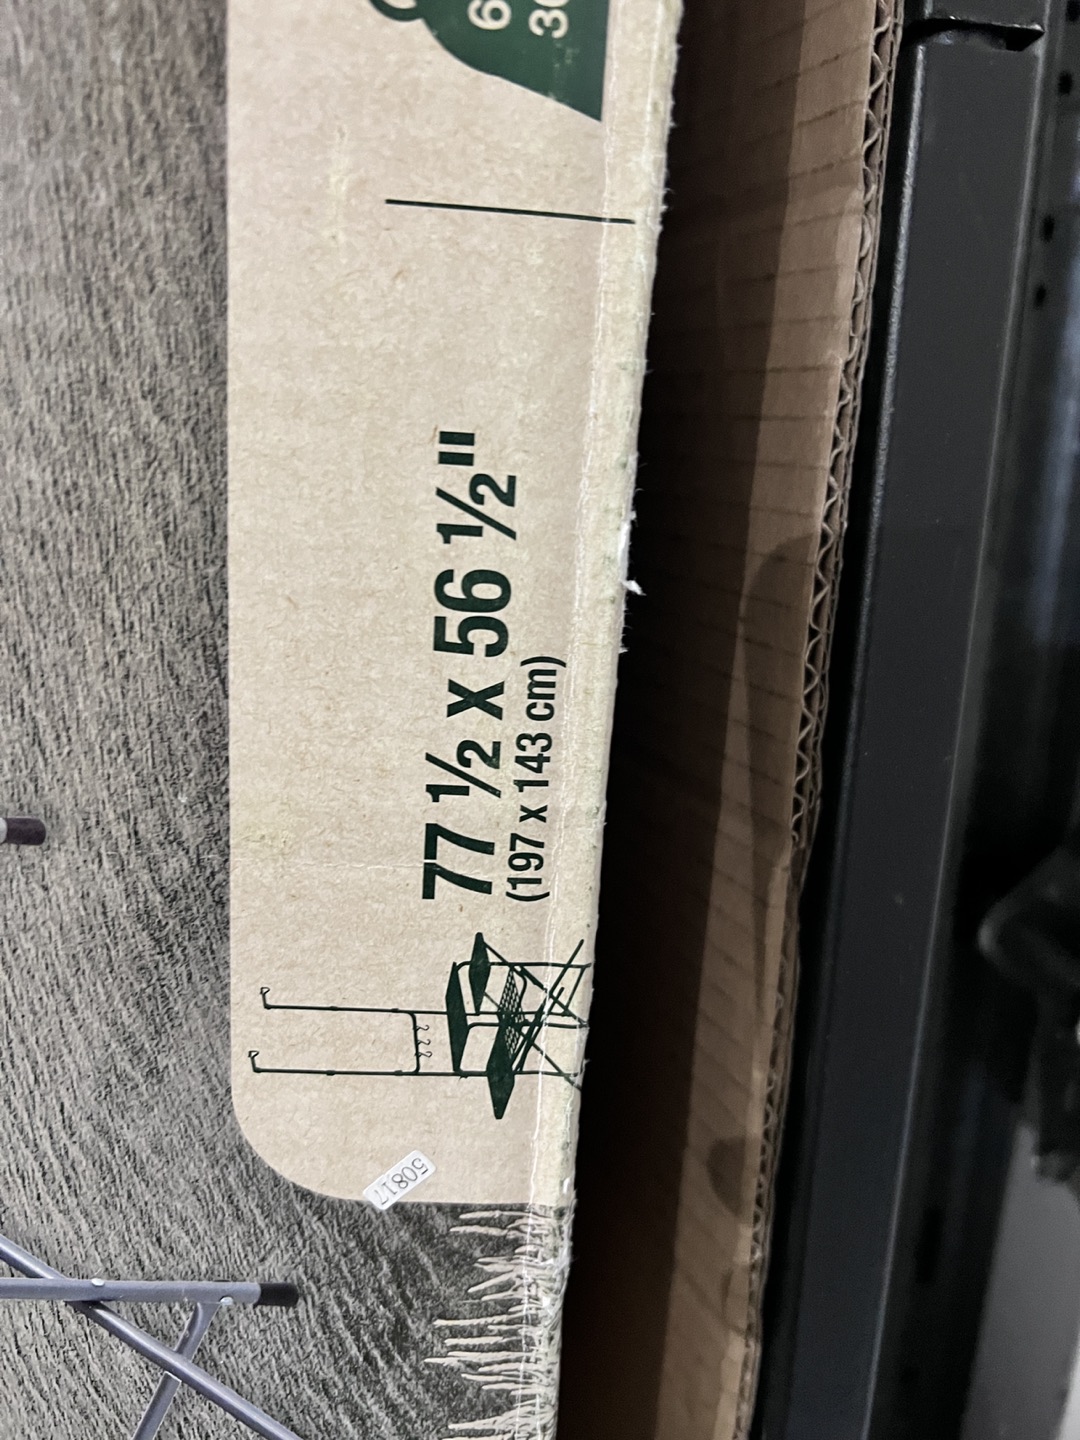 77 ½ x 56 ½"
(197 x 143 cm)
50817